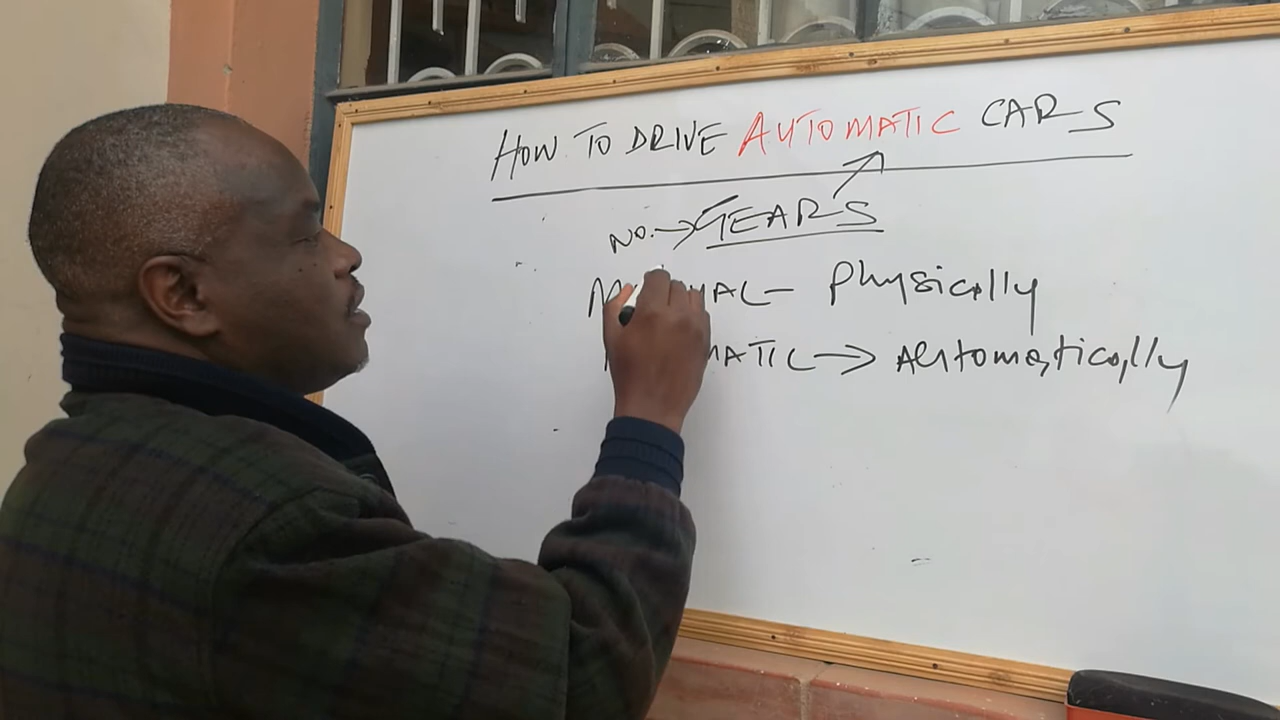 HOW TO DRIVE AUTOMATIC CARS
NO. → GEARS
– Physically
→ Automatically